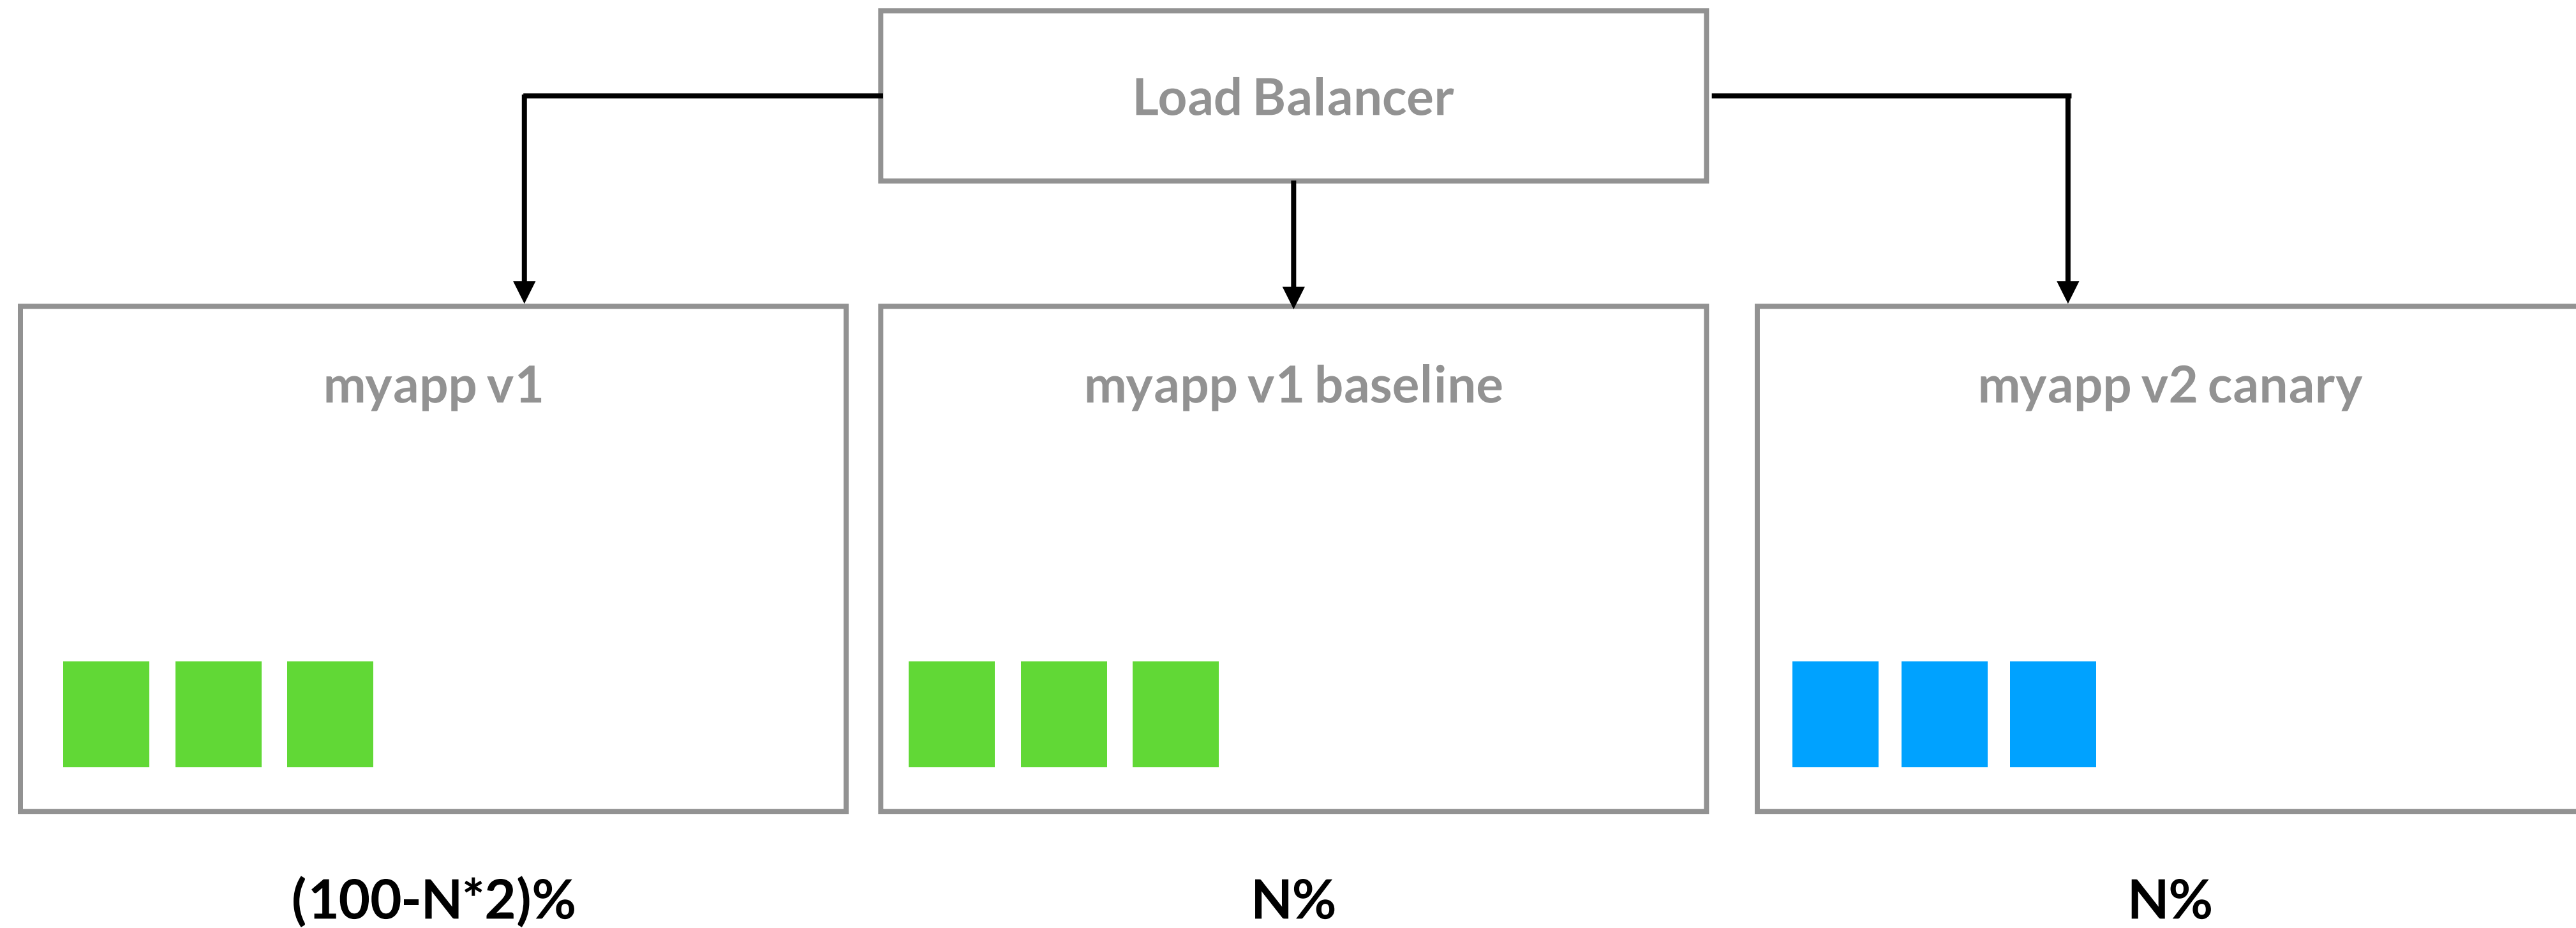 Load Balancer
myapp v1
myapp v1 baseline
myapp v2 canary
(100-N*2)%
N%
N%